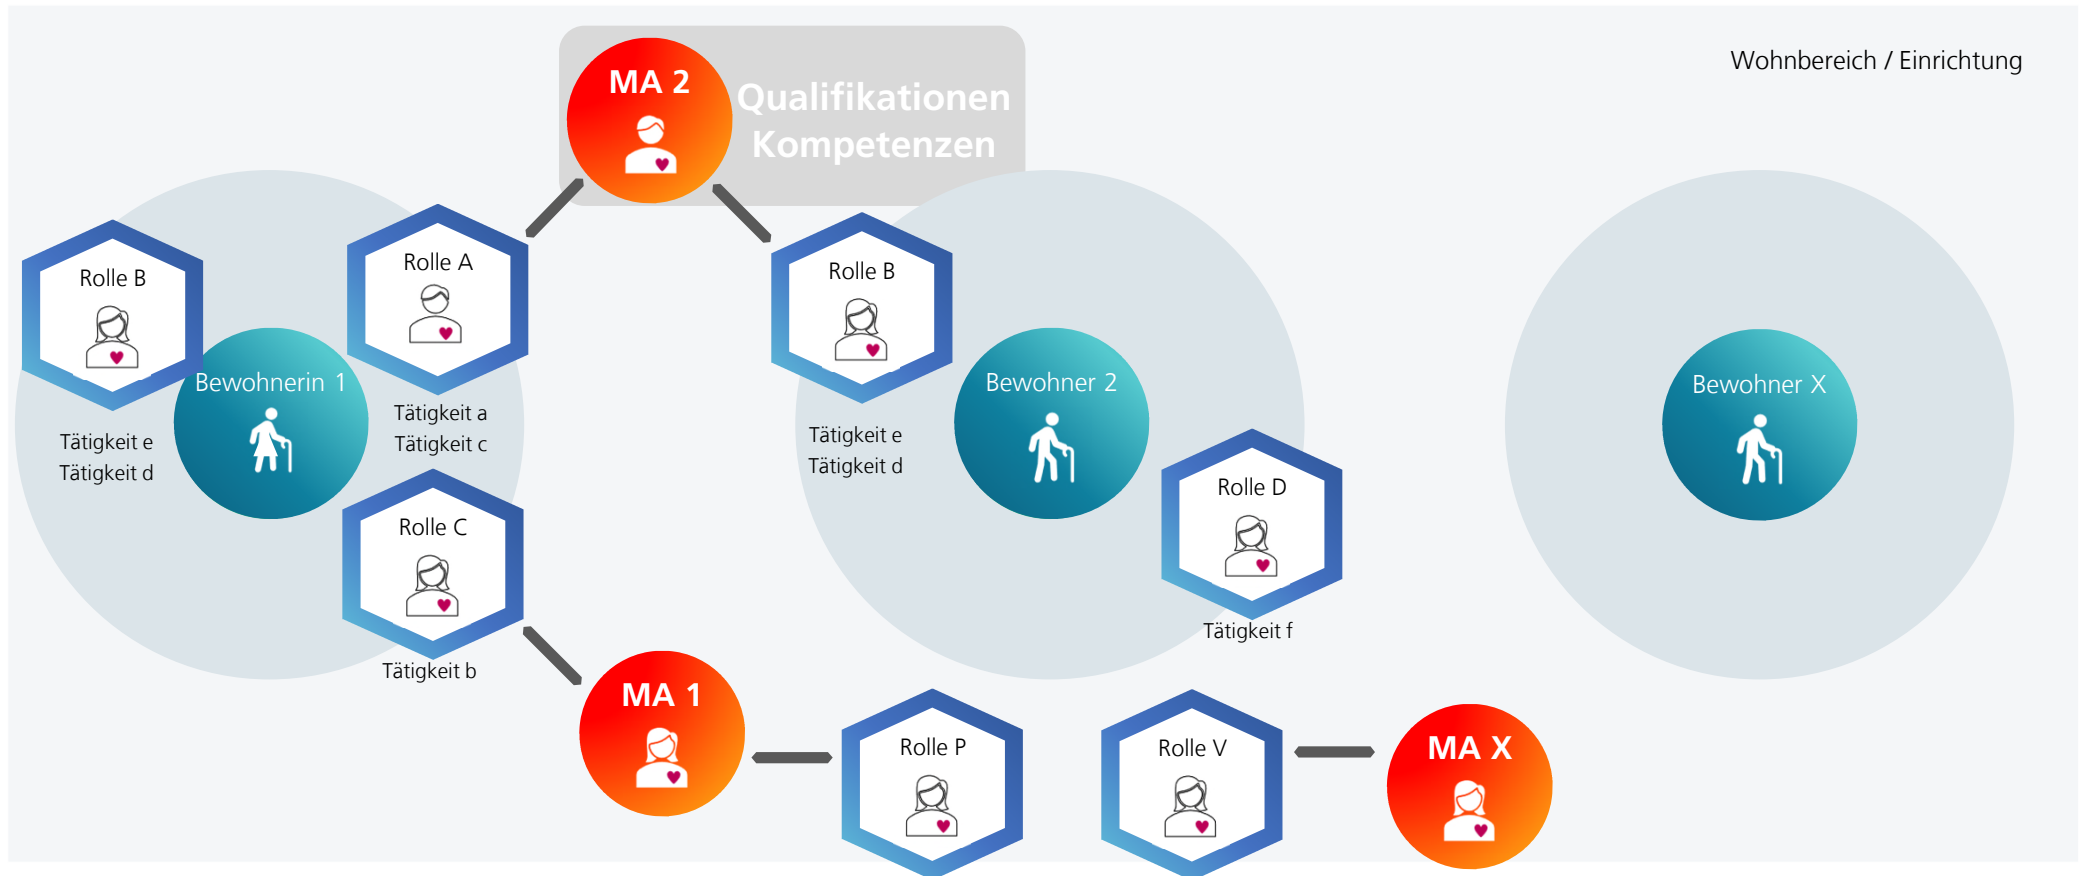 Wohnbereich / Einrichtung
MA 2
Qualifikationen
Kompetenzen
Rolle B
Rolle A
Rolle B
Bewohnerin 1
Bewohner 2
Bewohner X
Tätigkeit a
Tätigkeit c
Tätigkeit e
Tätigkeit d
Tätigkeit e
Tätigkeit d
Rolle C
Rolle D
Tätigkeit b
Tätigkeit f
MA 1
Rolle P
Rolle V
MA X